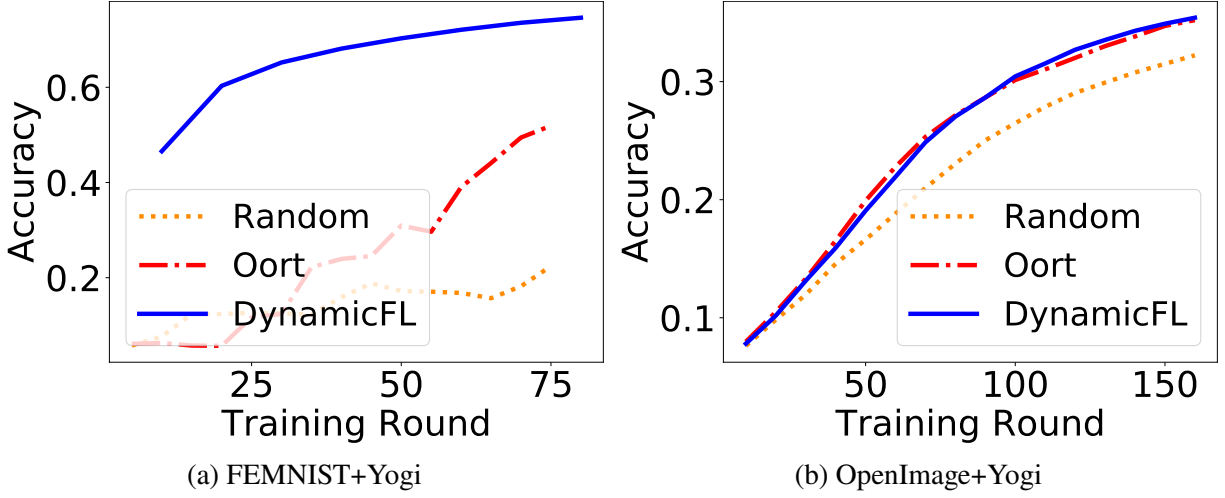 0.6
0.4
0.2
Accuracy
Random
Oort
DynamicFL
25 50 75
Training Round
(a) FEMNIST+Yogi
0.3
0.2
0.1
Accuracy
Random
Oort
DynamicFL
50 100 150
Training Round
(b) OpenImage+Yogi